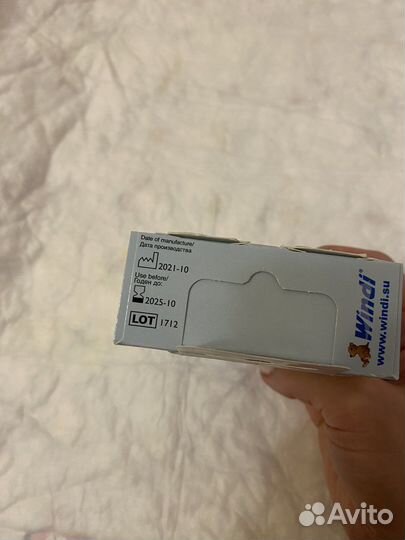 Date of manufacture/
Дата производства
2021-10
Use before/
Годен до:
2025-10
LOT 1712
Windi®
www.windi.su
Avito